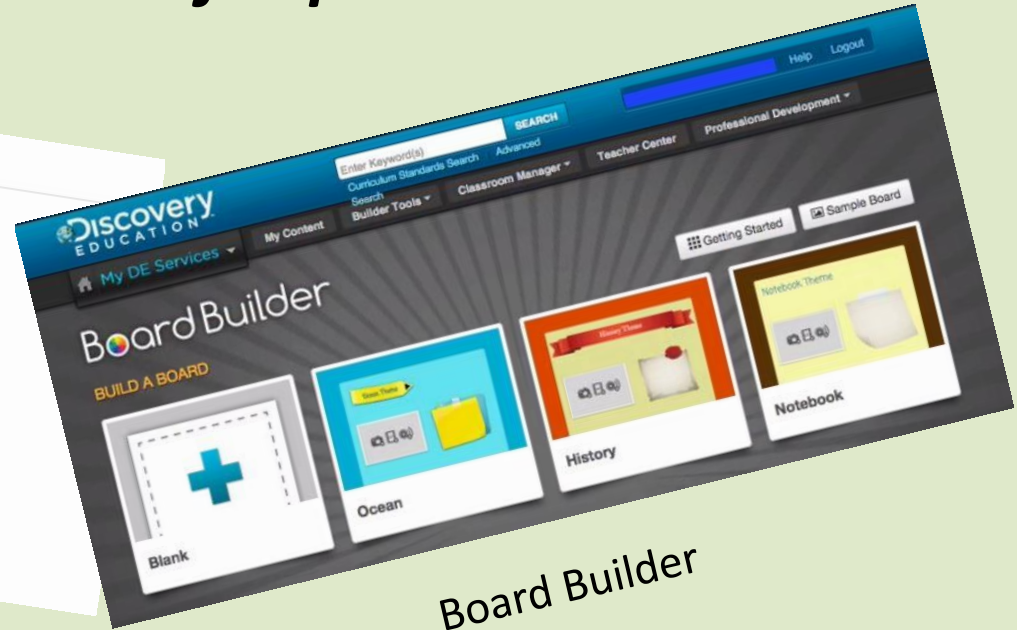 Help Logout
Enter Keyword(s) SEARCH
Curriculum Standards Search Advanced
Search
Discovery
EDUCATION
My DE Services My Content Builder Tools Classroom Manager Teacher Center Professional Development
Getting Started Sample Board
Board Builder
BUILD A BOARD
Ocean Theme
History Theme
Notebook Theme
Blank
Ocean
History
Notebook
Board Builder